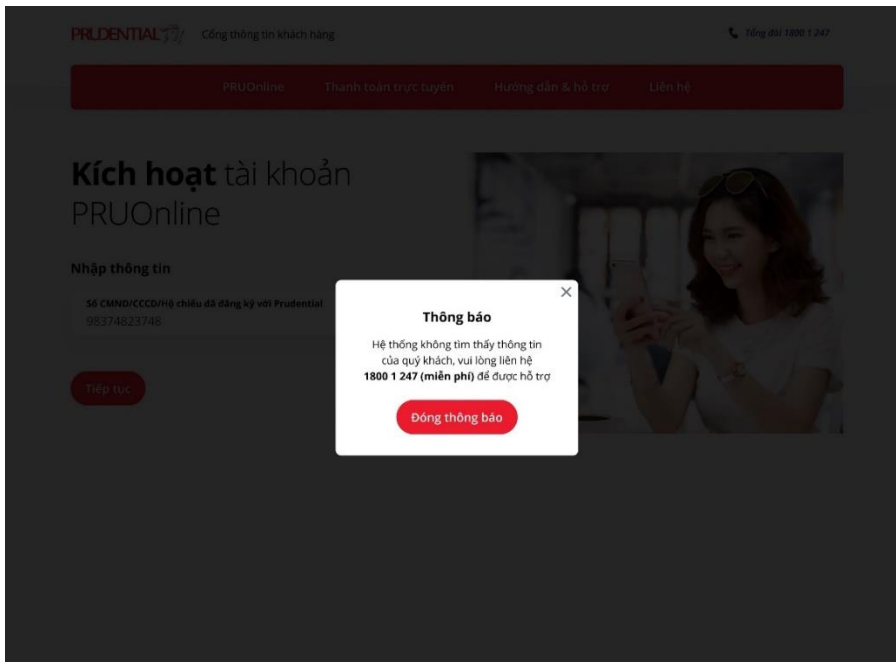 PRUDENTIAL
Cổng thông tin khách hàng
Tổng đài 1800 1 247
PRUOnline
Thanh toán trực tuyến
Hướng dẫn & hỗ trợ
Liên hệ
Kích hoạt tài khoản
PRUOnline
Nhập thông tin
Số CMND/CCCD/Hộ chiếu đã đăng ký với Prudential
98374823748
Tiếp tục
Thông báo
Hệ thống không tìm thấy thông tin
của quý khách, vui lòng liên hệ
1800 1 247 (miễn phí) để được hỗ trợ
Đóng thông báo